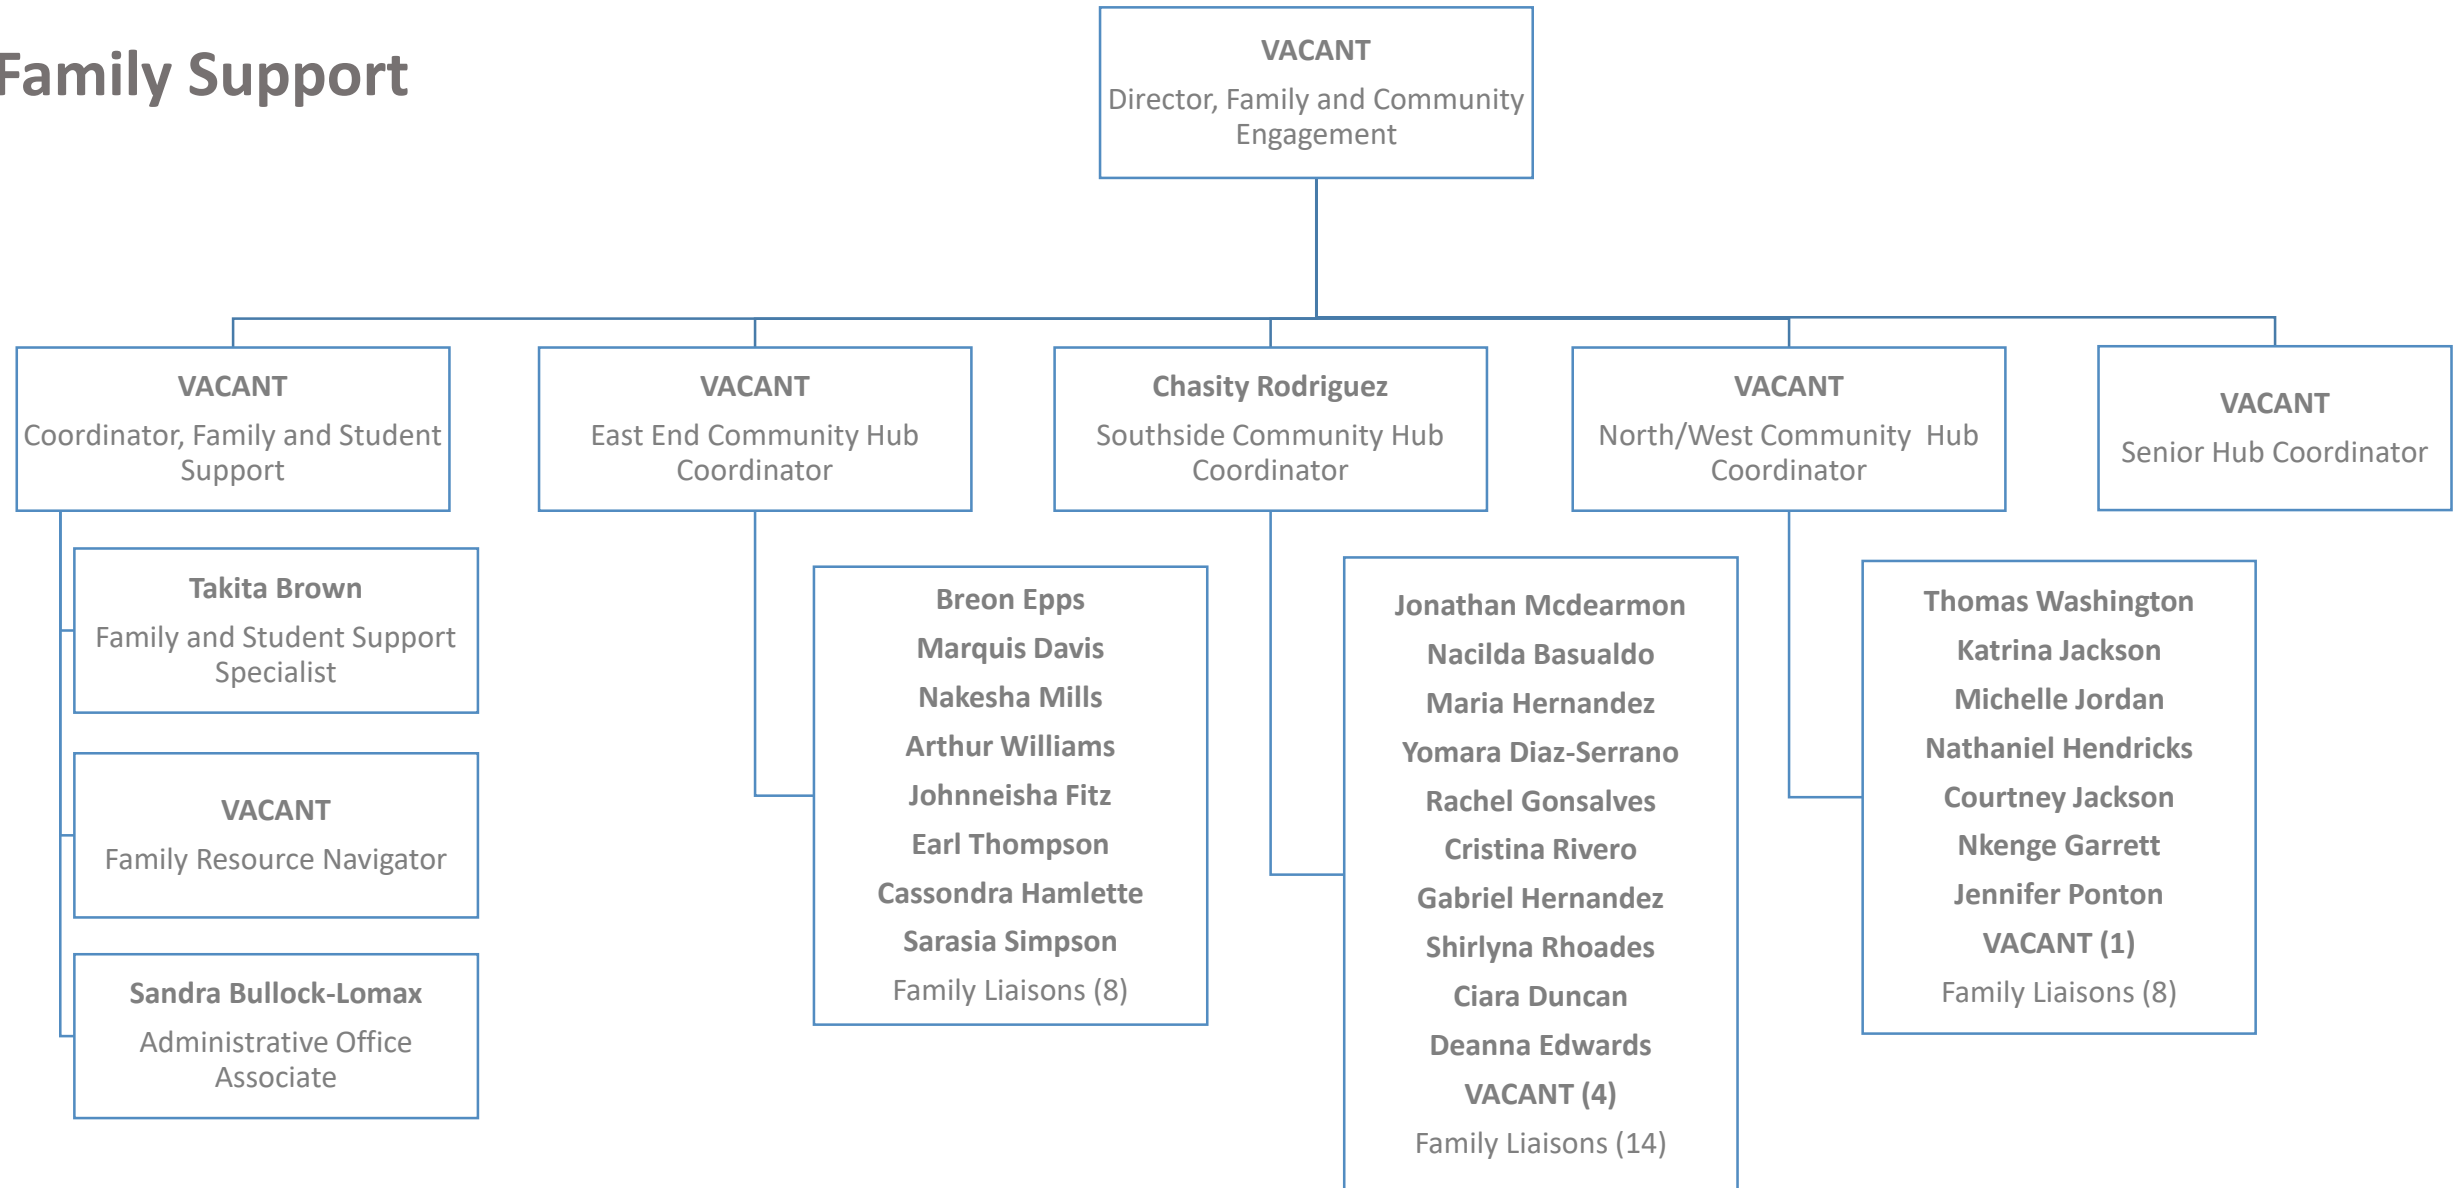 Family Support
VACANT
Director, Family and Community
Engagement
VACANT
Coordinator, Family and Student
Support
VACANT
East End Community Hub
Coordinator
Chasity Rodriguez
Southside Community Hub
Coordinator
VACANT
North/West Community  Hub
Coordinator
VACANT
Senior Hub Coordinator
Takita Brown
Family and Student Support
Specialist
VACANT
Family Resource Navigator
Sandra Bullock-Lomax
Administrative Office
Associate
Breon Epps
Marquis Davis
Nakesha Mills
Arthur Williams
Johnneisha Fitz
Earl Thompson
Cassondra Hamlette
Sarasia Simpson
Family Liaisons (8)
Jonathan Mcdearmon
Nacilda Basualdo
Maria Hernandez
Yomara Diaz-Serrano
Rachel Gonsalves
Cristina Rivero
Gabriel Hernandez
Shirlyna Rhoades
Ciara Duncan
Deanna Edwards
VACANT (4)
Family Liaisons (14)
Thomas Washington
Katrina Jackson
Michelle Jordan
Nathaniel Hendricks
Courtney Jackson
Nkenge Garrett
Jennifer Ponton
VACANT (1)
Family Liaisons (8)